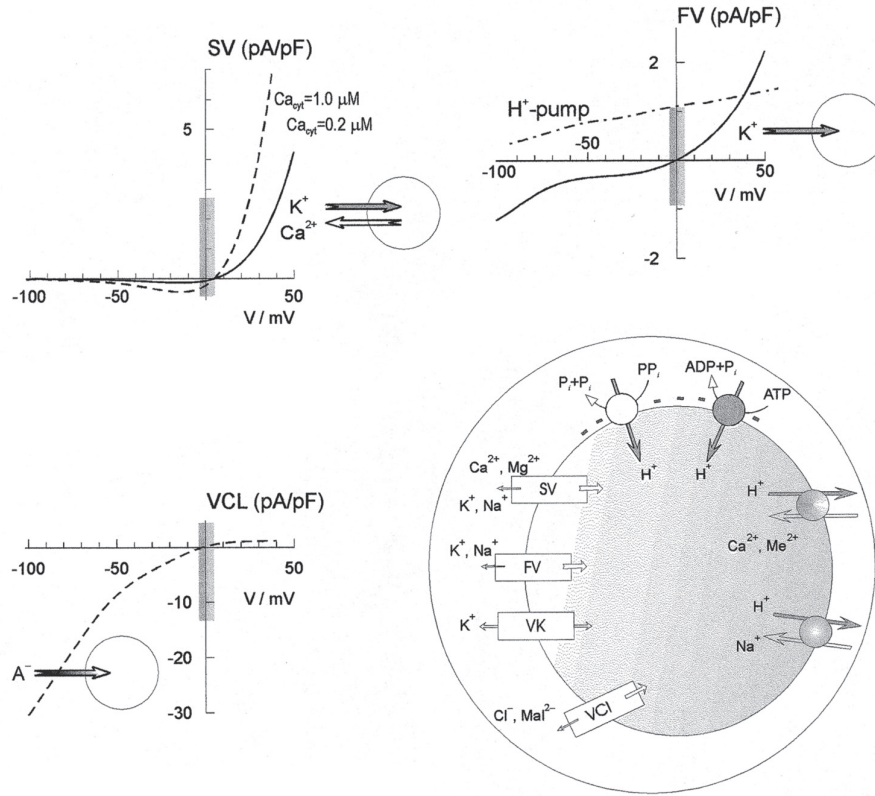 SV (pA/pF)
5
Ca_cyt=1.0 μM
Ca_cyt=0.2 μM
K⁺
Ca²⁺
-100
-50
50
V / mV
FV (pA/pF)
2
H⁺-pump
K⁺
-50
-100
50
V / mV
-2
VCL (pA/pF)
-100
-50
50
-10
V / mV
-20
A⁻
-30
Pᵢ+Pᵢ
PPᵢ
ADP+Pᵢ
ATP
H⁺
H⁺
Ca²⁺, Mg²⁺
SV
K⁺, Na⁺
H⁺
Ca²⁺, Me²⁺
K⁺, Na⁺
FV
K⁺
VK
H⁺
Na⁺
Cl⁻, Mal²⁻
VCl